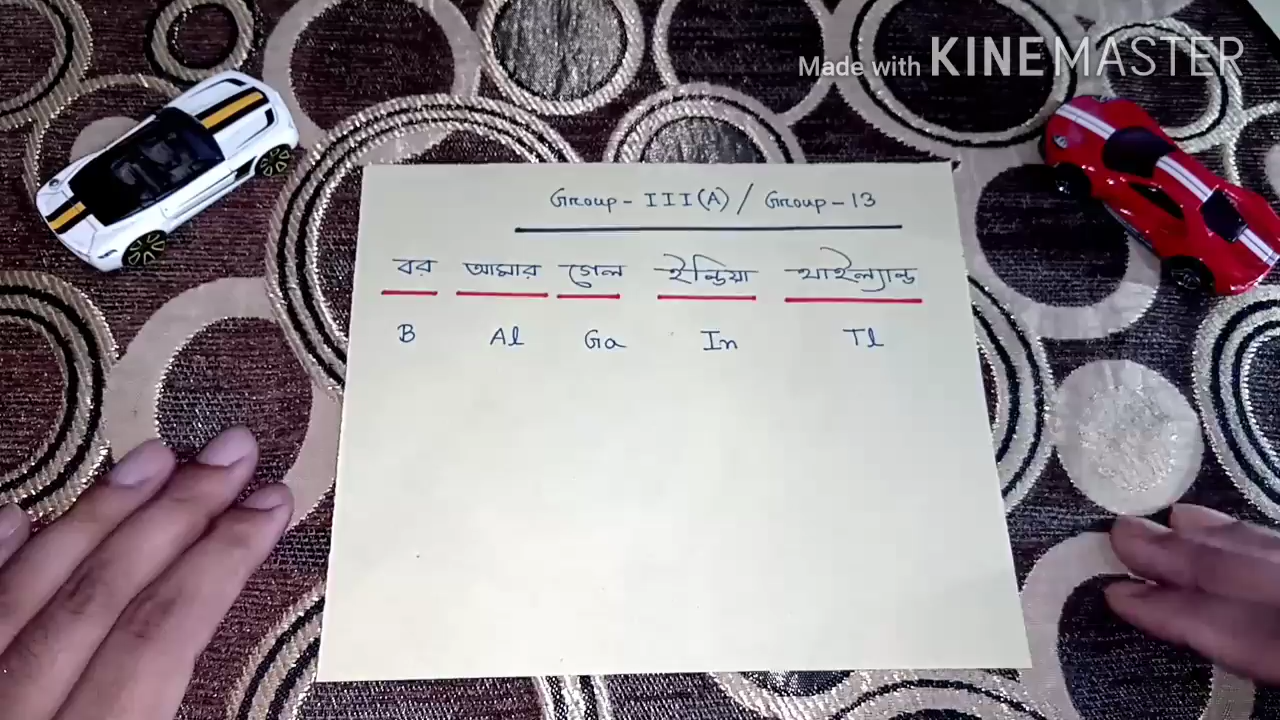 Made with KINEMASTER
Group - III(A) / Group - 13
বর আমার গেল ইন্ডিয়া থাইল্যান্ড
B Al Ga In Tl